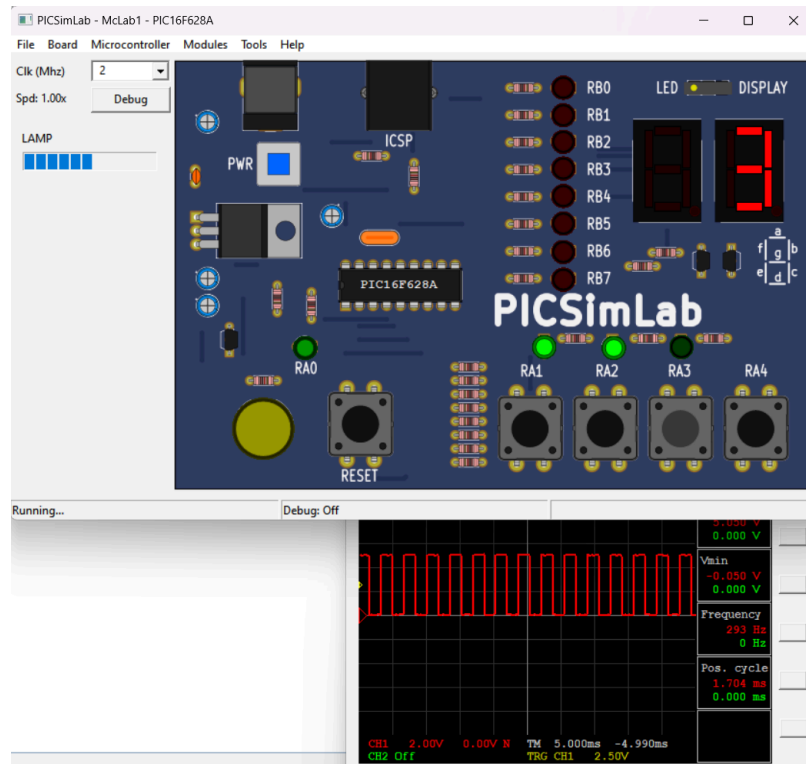 PICSimLab - McLab1 - PIC16F628A
File Board Microcontroller Modules Tools Help
Clk (Mhz) 2
Spd: 1.00x Debug
LAMP
ICSP
PWR
PIC16F628A
RB0
RB1
RB2
RB3
RB4
RB5
RB6
RB7
LED DISPLAY
3
a
f b
g
e c
d
PICSimLab
RA0
RA1
RA2
RA3
RA4
RESET
Running...
Debug: Off
5.050 V
0.000 V
Vmin
-0.050 V
0.000 V
Frequency
293 Hz
0 Hz
Pos. cycle
1.704 ms
0.000 ms
CH1 2.00V 0.00V N TM 5.000ms -4.990ms
CH2 Off TRG CH1 2.50V